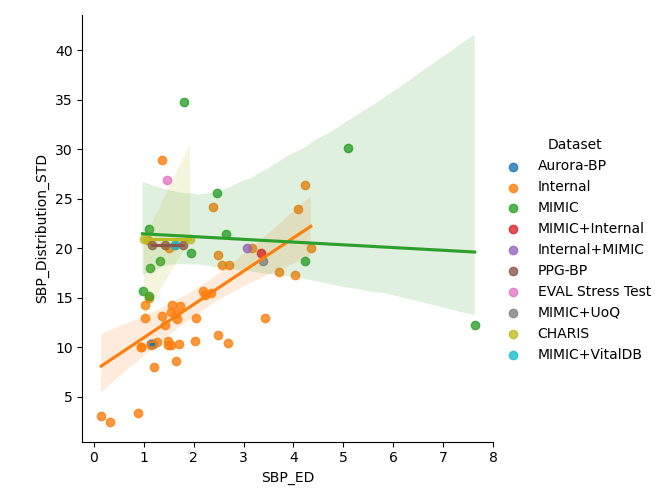 SBP_Distribution_STD
40
35
30
25
20
15
10
5
0 1 2 3 4 5 6 7 8
SBP_ED
Dataset
Aurora-BP
Internal
MIMIC
MIMIC+Internal
Internal+MIMIC
PPG-BP
EVAL Stress Test
MIMIC+UoQ
CHARIS
MIMIC+VitalDB